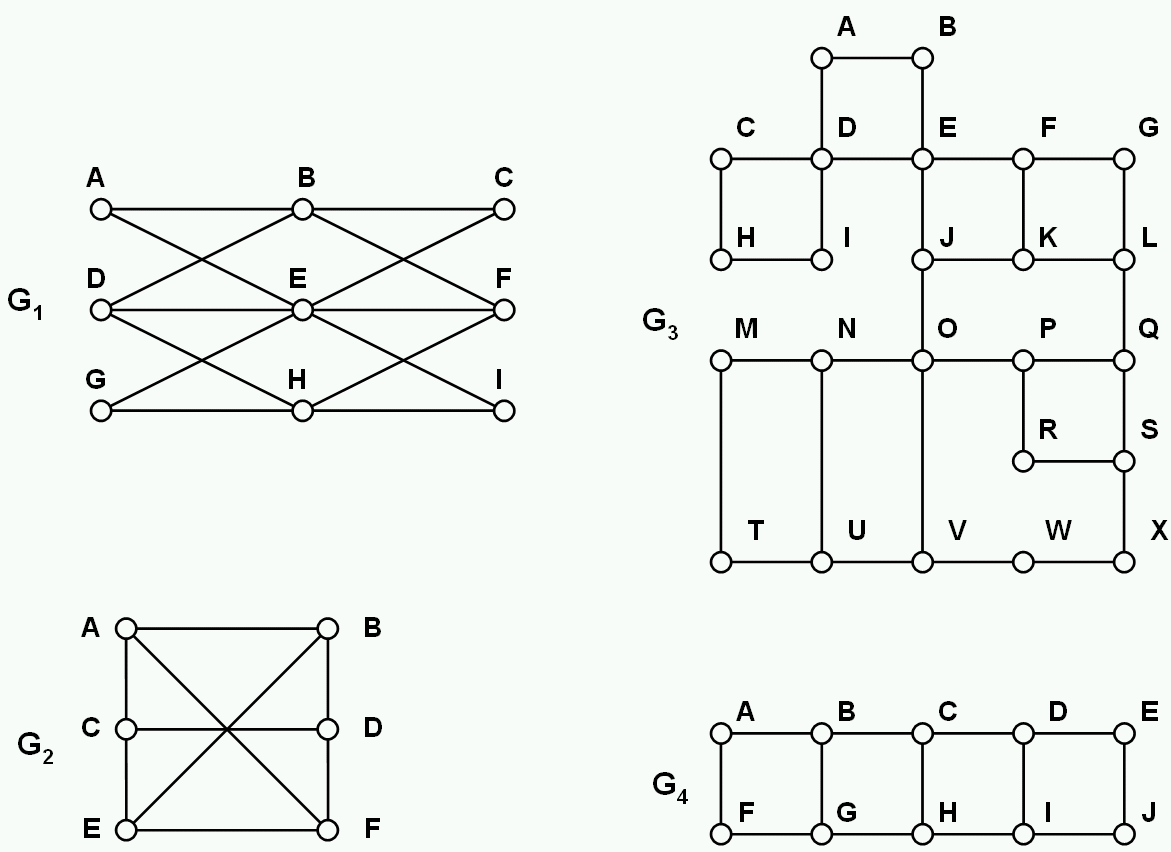 A B
C D E F G
A B C
H I J K L
D E F
G₁
G₃
M N O P Q
G H I
R S
T U V W X
A B
C D
G₂
E F
A B C D E
G₄
F G H I J